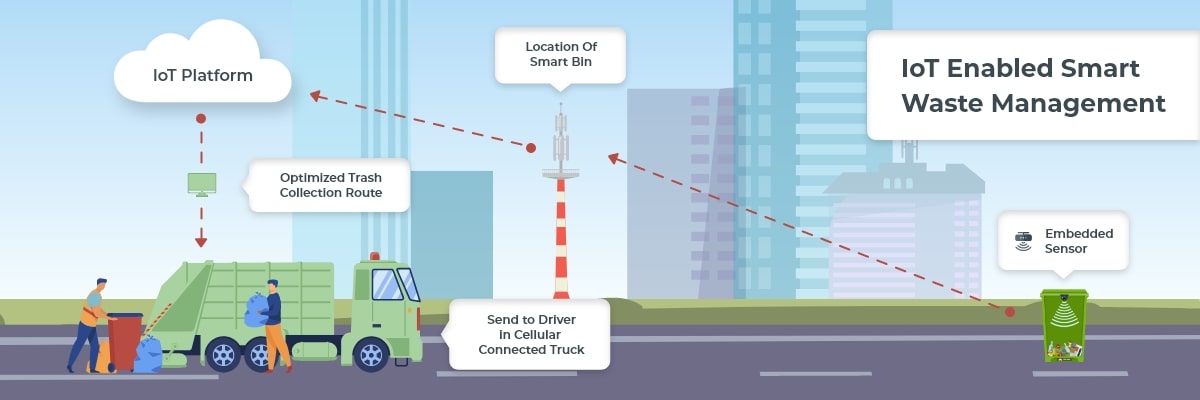 IoT Platform
Location Of
Smart Bin
IoT Enabled Smart
Waste Management
Optimized Trash
Collection Route
Embedded
Sensor
Send to Driver
in Cellular
Connected Truck